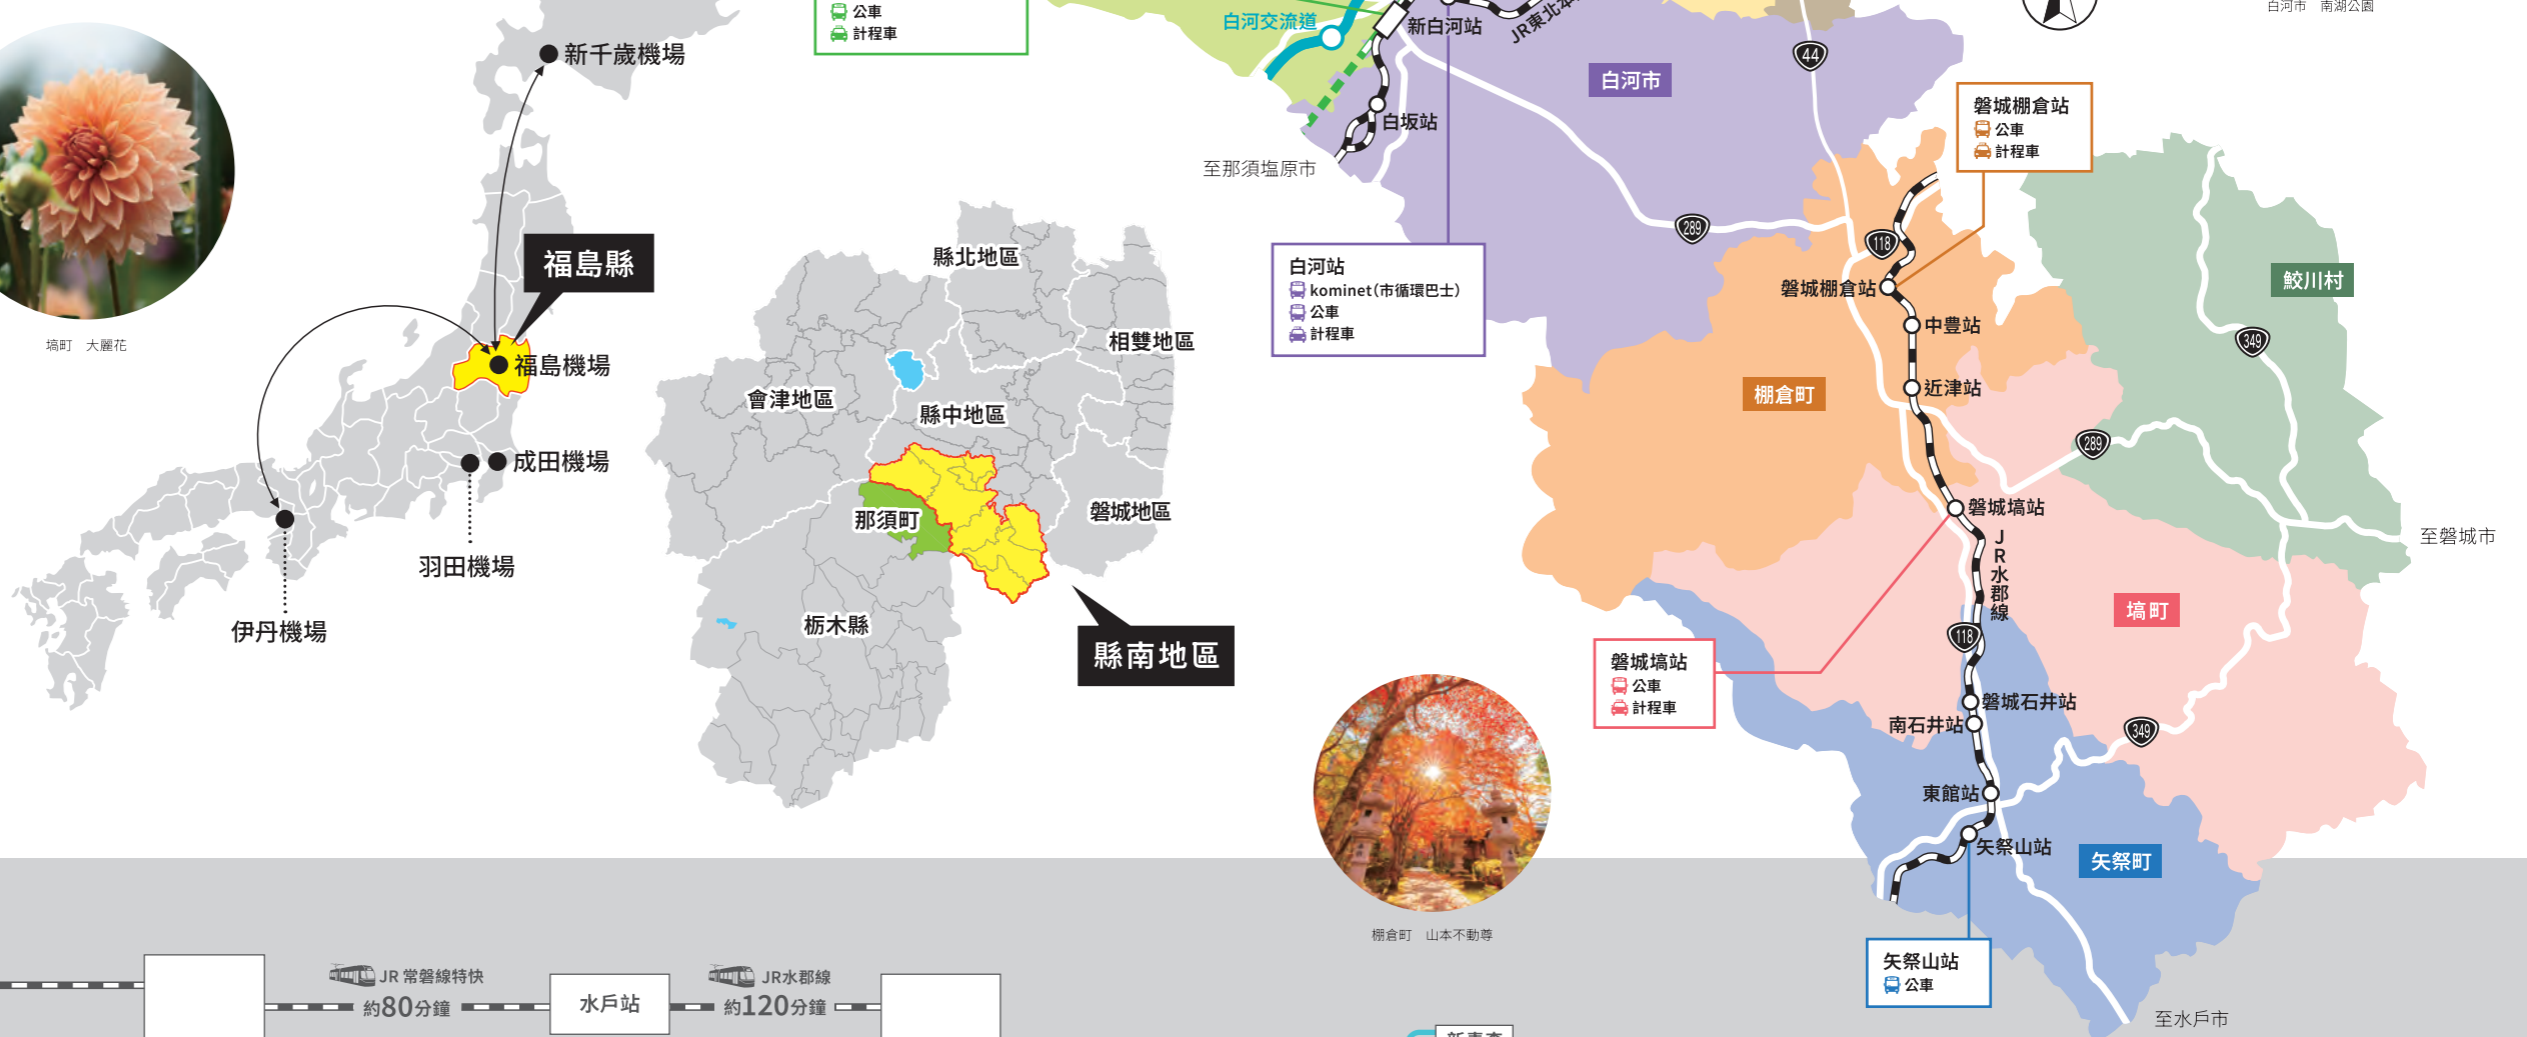 新千歲機場
福島縣
福島機場
成田機場
羽田機場
伊丹機場
塙町　大麗花
公車
計程車
縣北地區
相雙地區
會津地區
縣中地區
磐城地區
那須町
栃木縣
縣南地區
白河交流道
新白河站
白坂站
至那須塩原市
白河市
44
白河市　南湖公園
白河站
kominet(市循環巴士)
公車
計程車
磐城棚倉站
公車
計程車
289
118
磐城棚倉站
中豊站
近津站
棚倉町
鮫川村
349
289
磐城塙站
至磐城市
JR水郡線
塙町
118
磐城塙站
公車
計程車
磐城石井站
南石井站
349
東館站
矢祭山站
矢祭町
矢祭山站
公車
至水戶市
棚倉町　山本不動尊
JR 常磐線特快
約80分鐘
水戶站
JR水郡線
約120分鐘